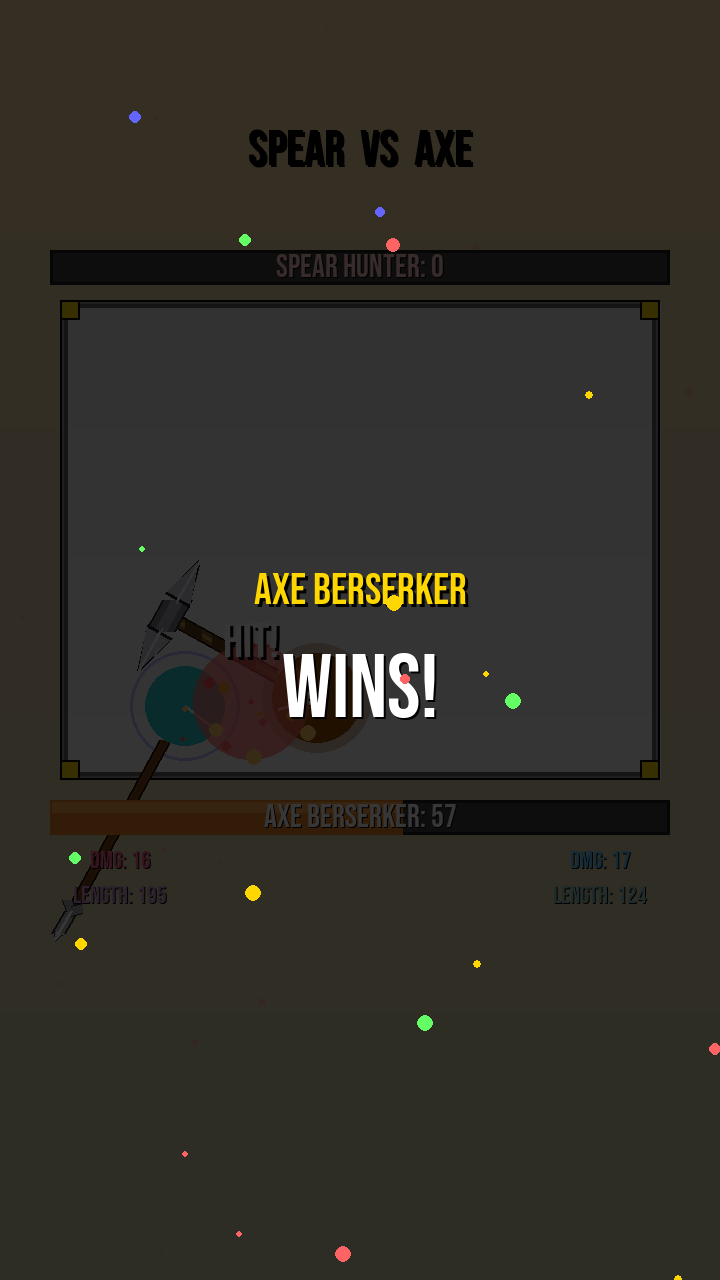 SPEAR VS AXE
SPEAR HUNTER: 0
AXE BERSERKER
HIT!
WINS!
AXE BERSERKER: 57
DMG: 16
DMG: 17
LENGTH: 195
LENGTH: 124